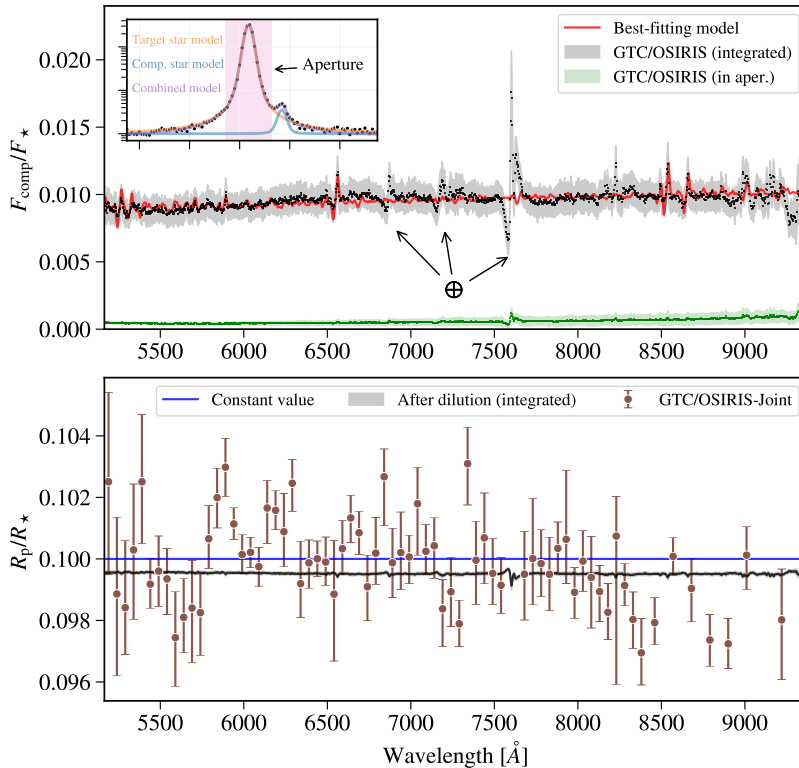 Target star model
Comp. star model
Combined model
Aperture
Best-fitting model
GTC/OSIRIS (integrated)
GTC/OSIRIS (in aper.)
0.020
0.015
0.010
0.005
0.000
F_comp/F_⋆
⊕
5500 6000 6500 7000 7500 8000 8500 9000
Constant value
After dilution (integrated)
GTC/OSIRIS-Joint
0.104
0.102
0.100
0.098
0.096
R_p/R_⋆
5500 6000 6500 7000 7500 8000 8500 9000
Wavelength [Å]